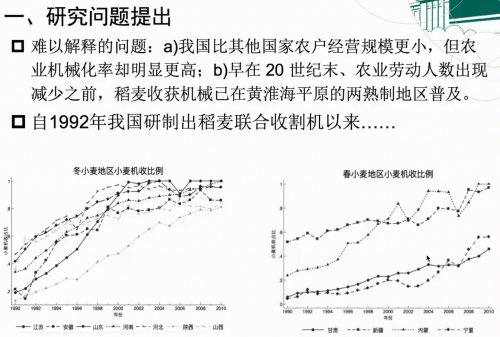 一、研究问题提出
难以解释的问题：a)我国比其他国家农户经营规模更小，但农
业机械化率却明显更高；b)早在 20 世纪末、农业劳动人数出现
减少之前，稻麦收获机械已在黄淮海平原的两熟制地区普及。
自1992年我国研制出稻麦联合收割机以来……
冬小麦地区小麦机收比例
小麦机收占比
1
.8
.6
.4
.2
1990 1992 1994 1996 1998 2000 2002 2004 2006 2008 2010
年份
江苏 安徽 山东 河南 河北 陕西 山西
春小麦地区小麦机收比例
小麦机收占比
1
.8
.6
.4
.2
0
1990 1992 1994 1996 1998 2000 2002 2004 2006 2008 2010
年份
甘肃 新疆 内蒙 宁夏